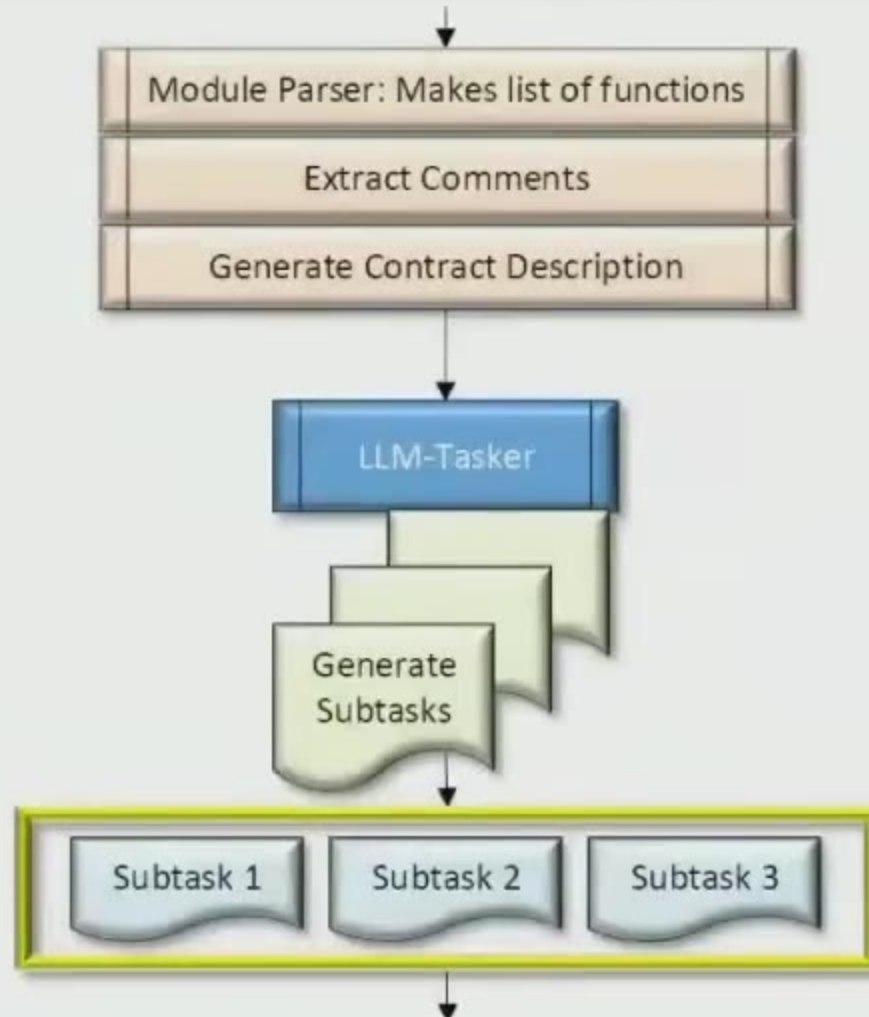 Module Parser: Makes list of functions
Extract Comments
Generate Contract Description
LLM-Tasker
Generate
Subtasks
Subtask 1
Subtask 2
Subtask 3